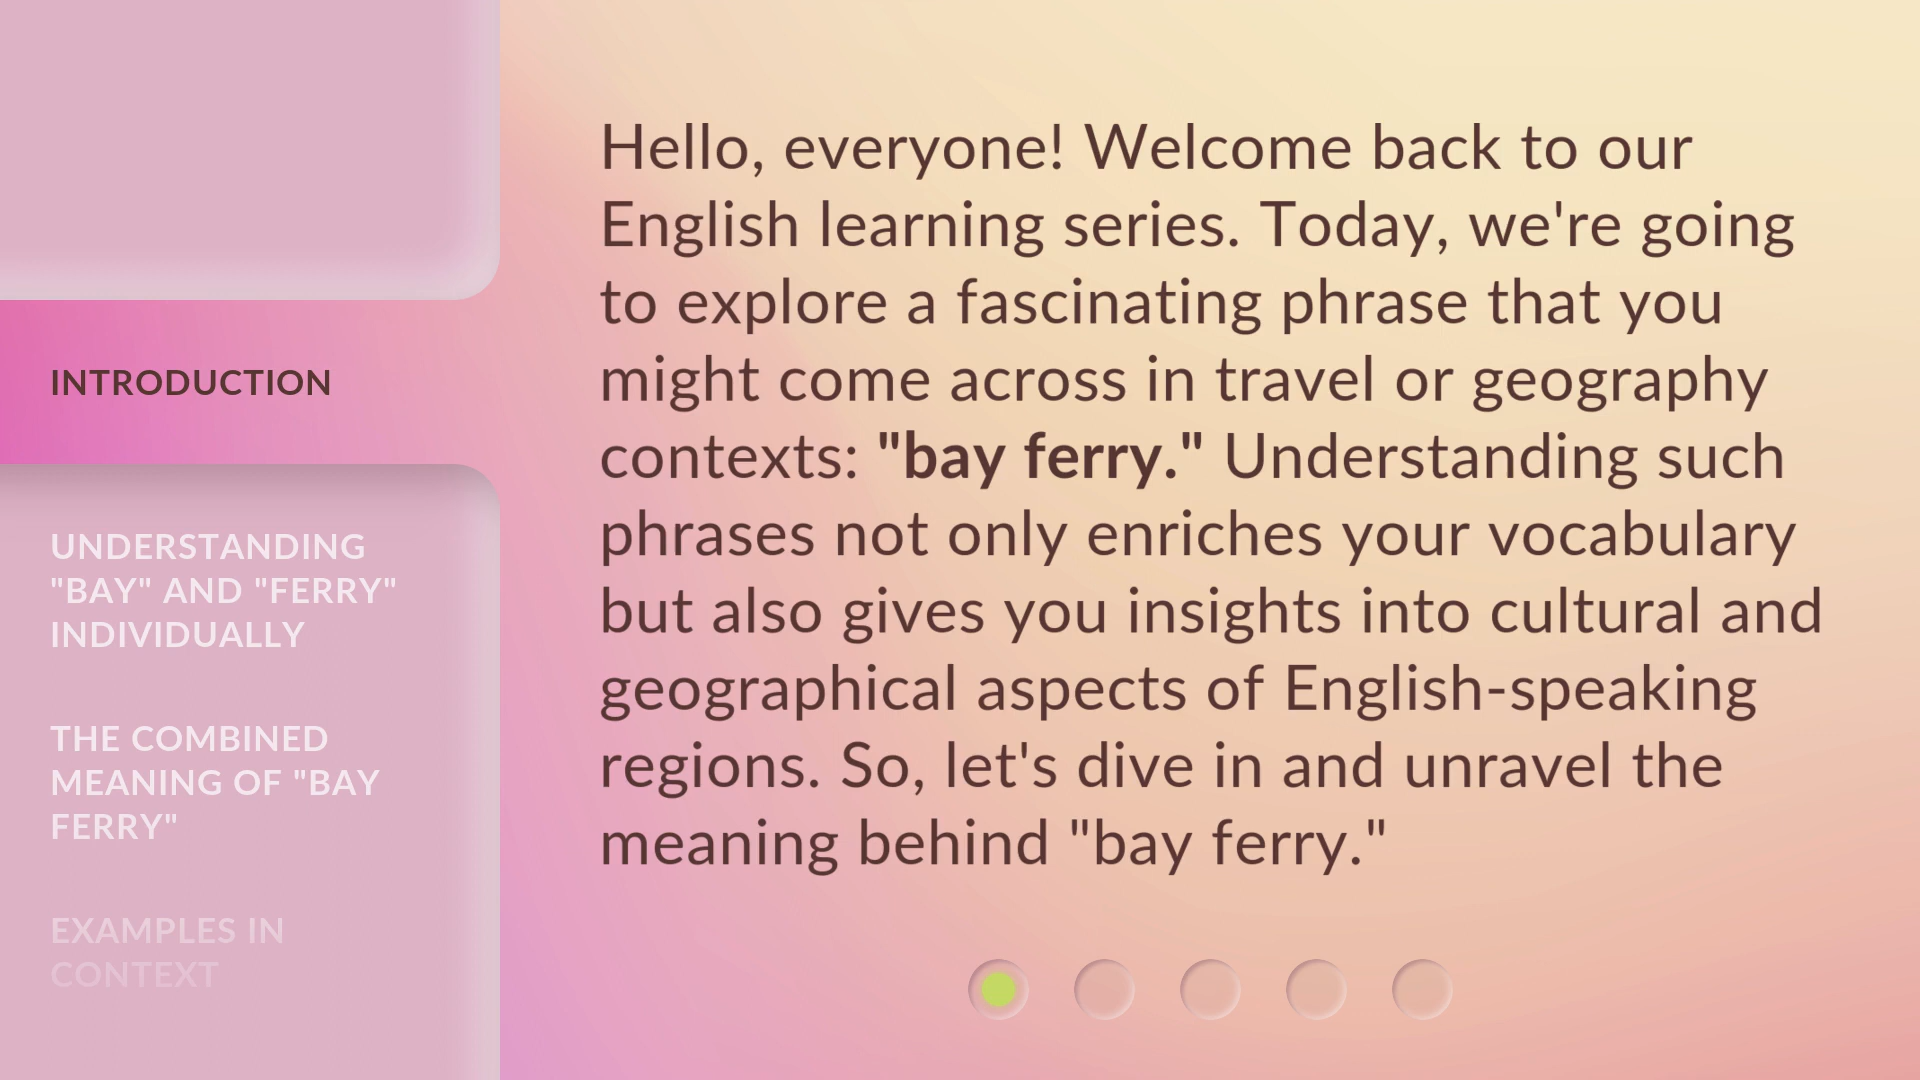 INTRODUCTION
UNDERSTANDING
"BAY" AND "FERRY"
INDIVIDUALLY
THE COMBINED
MEANING OF "BAY
FERRY"
EXAMPLES IN
CONTEXT
Hello, everyone! Welcome back to our
English learning series. Today, we're going
to explore a fascinating phrase that you
might come across in travel or geography
contexts: "bay ferry." Understanding such
phrases not only enriches your vocabulary
but also gives you insights into cultural and
geographical aspects of English-speaking
regions. So, let's dive in and unravel the
meaning behind "bay ferry."